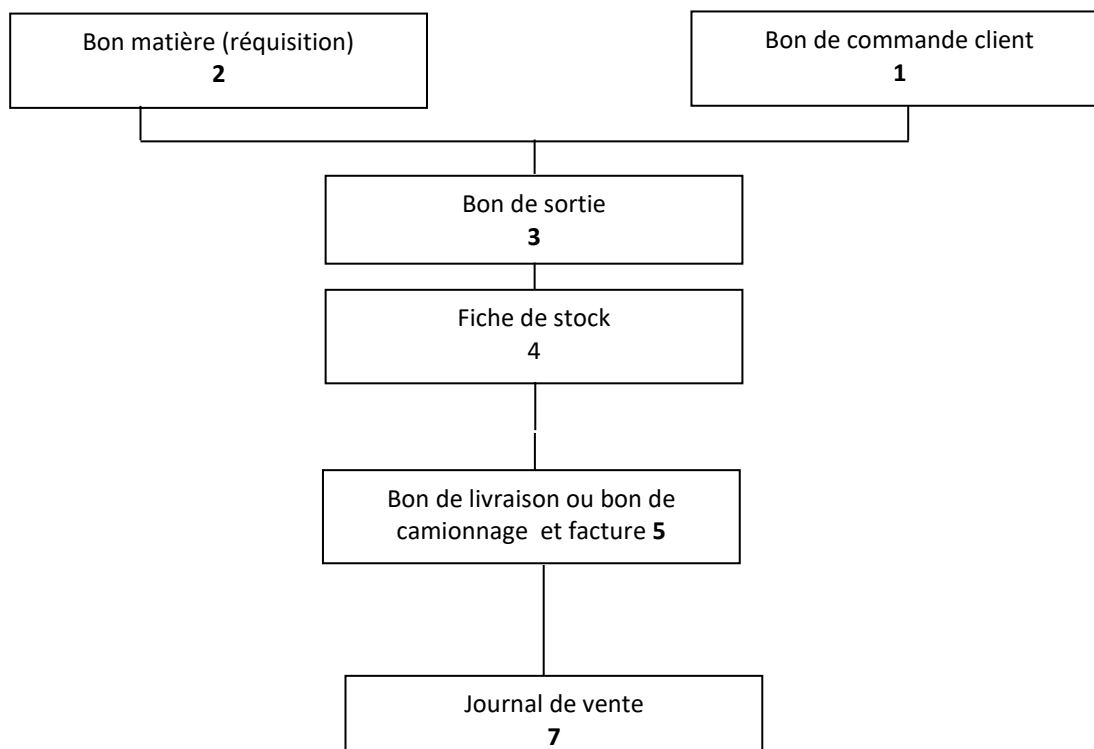 Bon matière (réquisition)
2
Bon de commande client
1
Bon de sortie
3
Fiche de stock
4
Bon de livraison ou bon de
camionnage et facture 5
Journal de vente
7